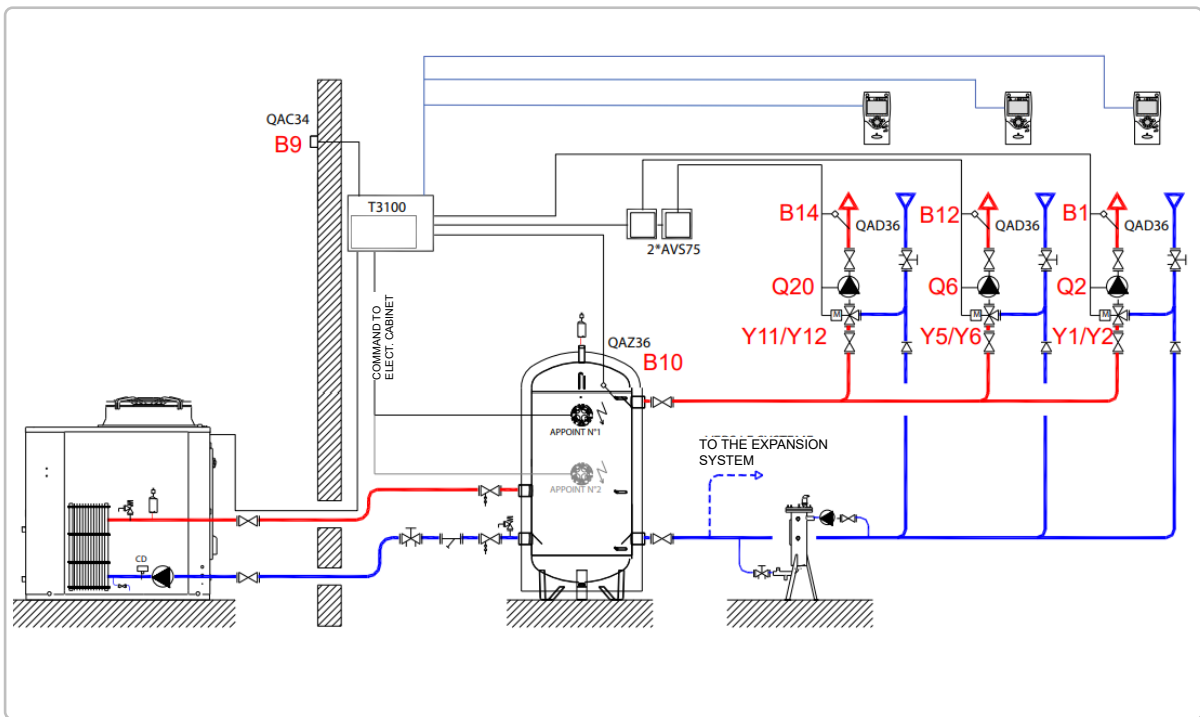 QAC34
B9
T3100
COMMAND TO
ELECT. CABINET
2*AVS75
B14
QAD36
B12
QAD36
B1
QAD36
Q20
Q6
Q2
M
M
M
Y11/Y12
Y5/Y6
Y1/Y2
QAZ36
B10
APPOINT N°1
APPOINT N°2
TO THE EXPANSION
SYSTEM
CD